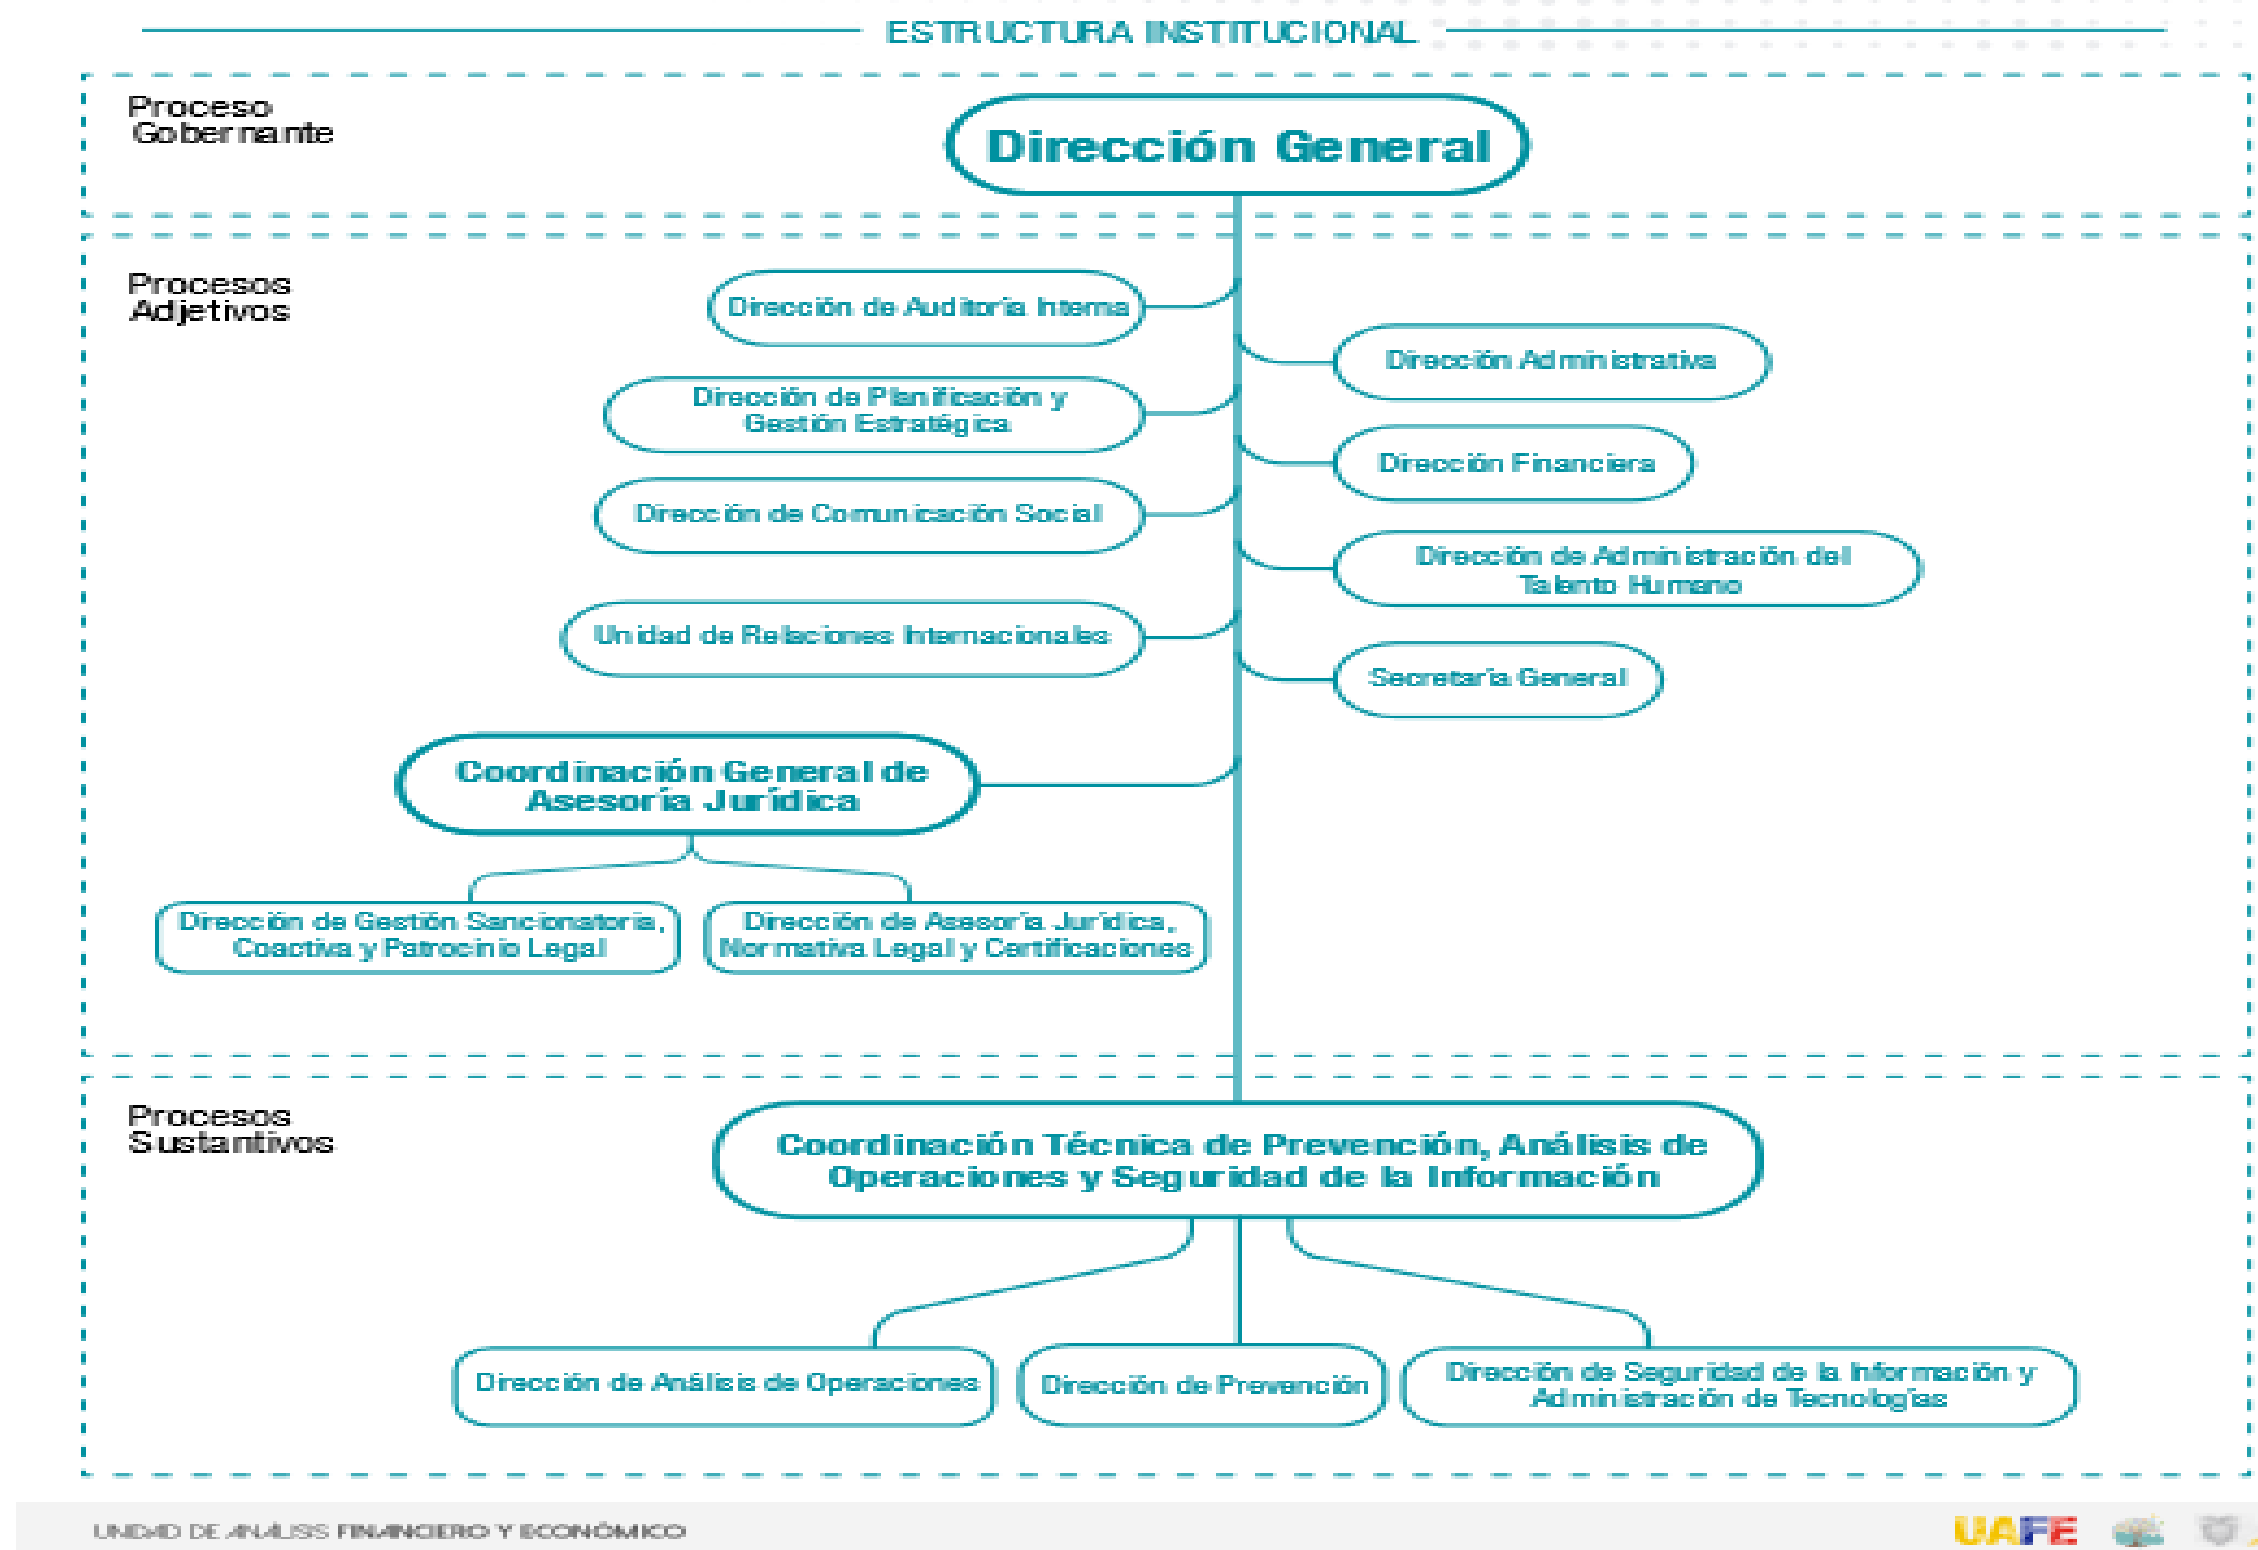 ESTRUCTURA INSTITUCIONAL
Proceso
Gobernante
Dirección General
Procesos
Adjetivos
Dirección de Auditoría Interna
Dirección Administrativa
Dirección de Planificación y
Gestión Estratégica
Dirección Financiera
Dirección de Comunicación Social
Dirección de Administración del
Talento Humano
Unidad de Relaciones Internacionales
Secretaría General
Coordinación General de
Asesoría Jurídica
Dirección de Gestión Sancionatoria,
Coactiva y Patrocinio Legal
Dirección de Asesoría Jurídica,
Normativa Legal y Certificaciones
Procesos
Sustantivos
Coordinación Técnica de Prevención, Análisis de
Operaciones y Seguridad de la Información
Dirección de Análisis de Operaciones
Dirección de Prevención
Dirección de Seguridad de la Información y
Administración de Tecnologías
UNIDAD DE ANÁLISIS FINANCIERO Y ECONÓMICO
UAFE